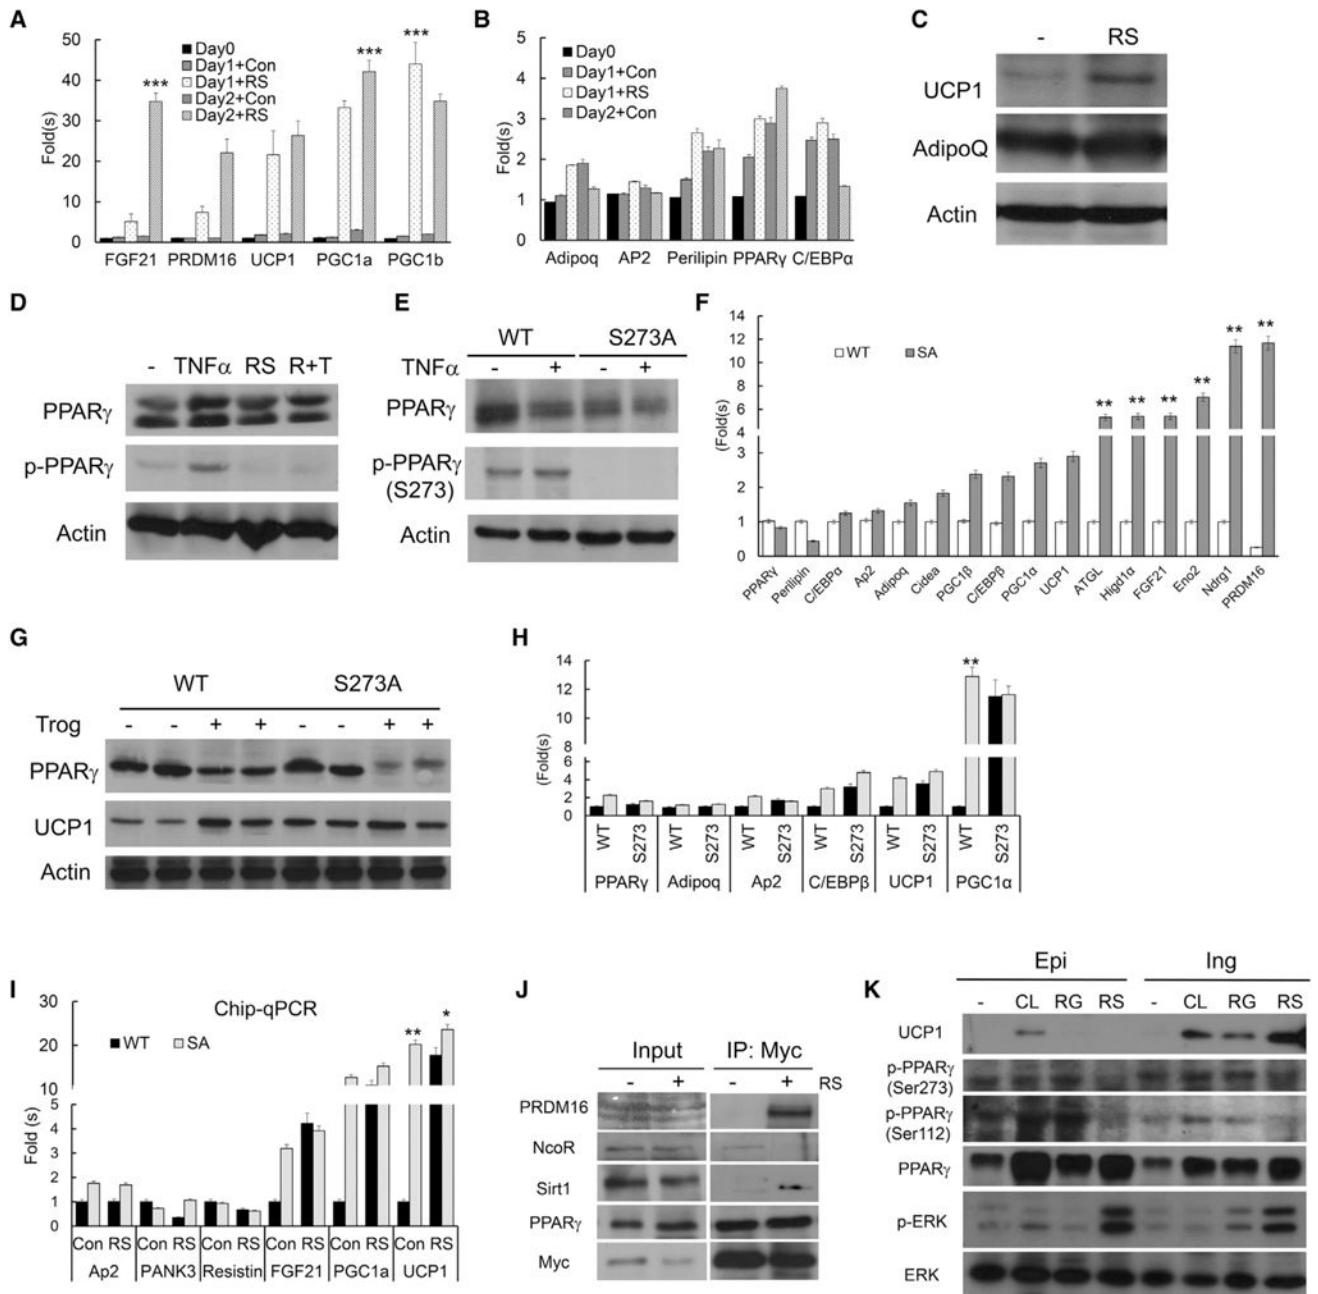 A
50
40
30
20
10
0
Fold(s)
Day0
Day1+Con
Day1+RS
Day2+Con
Day2+RS
***
***
***
FGF21 PRDM16 UCP1 PGC1a PGC1b
B
5
4
3
2
1
0
Fold(s)
Day0
Day1+Con
Day1+RS
Day2+Con
Adipoq AP2 Perilipin PPARγ C/EBPα
C
- RS
UCP1
AdipoQ
Actin
D
- TNFα RS R+T
PPARγ
p-PPARγ
Actin
E
WT S273A
TNFα - + - +
PPARγ
p-PPARγ
(S273)
Actin
F
14
12
10
8
6
4
3
2
1
0
(Fold(s)
WT SA
** ** ** ** ** **
PPARγ Perilipin C/EBPα Ap2 Adipoq Cidea PGC1β C/EBPβ PGC1α UCP1 ATGL Higd1α FGF21 Eno2 Ndrg1 PRDM16
G
WT S273A
Trog - - + + - - + +
PPARγ
UCP1
Actin
H
14
12
10
8
6
4
2
0
(Fold(s)
**
WT S273 WT S273 WT S273 WT S273 WT S273 WT S273
PPARγ Adipoq Ap2 C/EBPβ UCP1 PGC1α
I
Chip-qPCR
30
20
10
5
4
3
2
1
0
Fold (s)
WT SA
** *
Con RS Con RS Con RS Con RS Con RS Con RS
Ap2 PANK3 Resistin FGF21 PGC1a UCP1
J
Input IP: Myc
- + - + RS
PRDM16
NcoR
Sirt1
PPARγ
Myc
K
Epi Ing
- CL RG RS - CL RG RS
UCP1
p-PPARγ
(Ser273)
p-PPARγ
(Ser112)
PPARγ
p-ERK
ERK